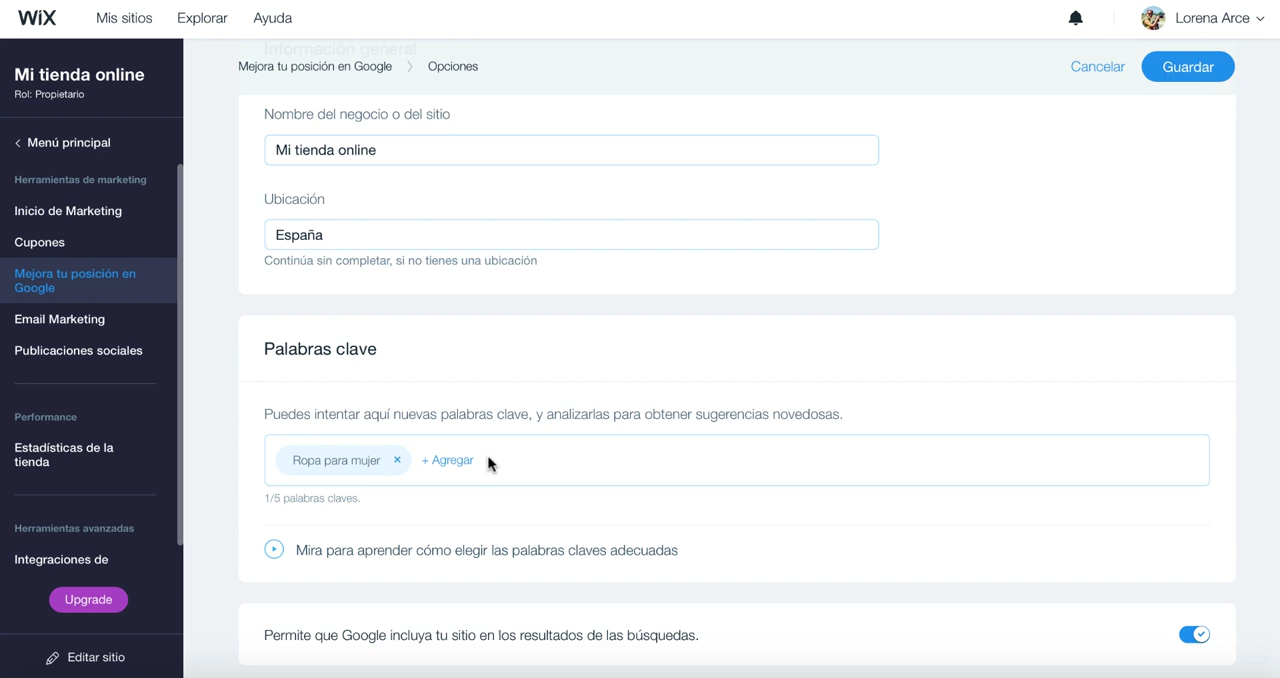 WiX
Mis sitios
Explorar
Ayuda
Lorena Arce
Mi tienda online
Rol: Propietario
Menú principal
Herramientas de marketing
Inicio de Marketing
Cupones
Mejora tu posición en
Google
Email Marketing
Publicaciones sociales
Performance
Estadísticas de la
tienda
Herramientas avanzadas
Integraciones de
Upgrade
Editar sitio
Información general
Mejora tu posición en Google
Opciones
Cancelar
Guardar
Nombre del negocio o del sitio
Mi tienda online
Ubicación
España
Continúa sin completar, si no tienes una ubicación
Palabras clave
Puedes intentar aquí nuevas palabras clave, y analizarlas para obtener sugerencias novedosas.
Ropa para mujer × + Agregar
1/5 palabras claves.
Mira para aprender cómo elegir las palabras claves adecuadas
Permite que Google incluya tu sitio en los resultados de las búsquedas.